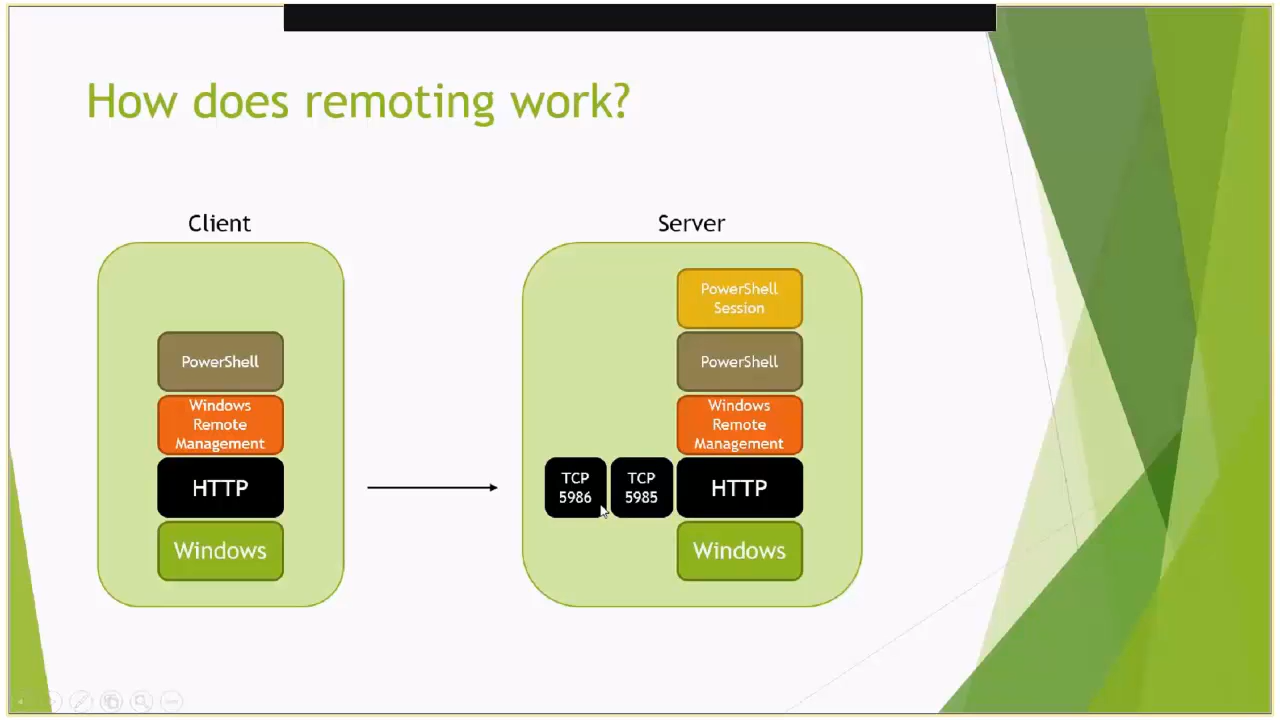 How does remoting work?
Client
PowerShell
Windows
Remote
Management
HTTP
Windows
Server
PowerShell
Session
PowerShell
Windows
Remote
Management
TCP
5986
TCP
5985
HTTP
Windows